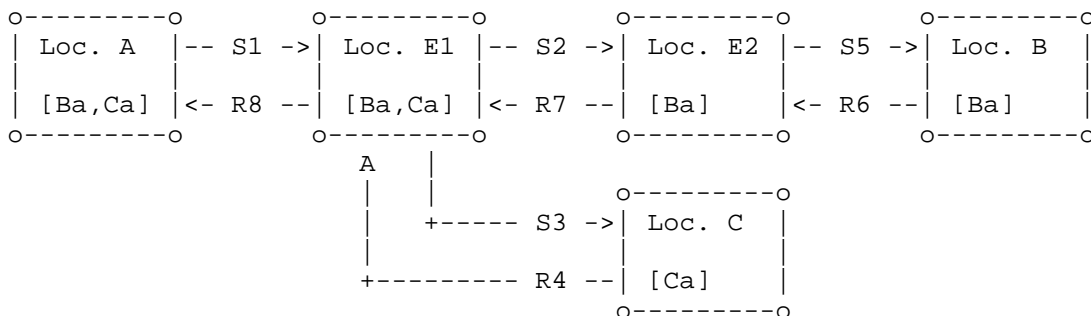 o---------o         o---------o         o---------o         o---------o
| Loc. A  |-- S1 ->| Loc. E1 |-- S2 ->| Loc. E2 |-- S5 ->| Loc. B  |
|         |         |         |         |         |         |         |
| [Ba,Ca] |<- R8 --| [Ba,Ca] |<- R7 --| [Ba]    |<- R6 --| [Ba]    |
o---------o         o---------o         o---------o         o---------o
A    |
|    |                o---------o
|    +----- S3 ->| Loc. C  |
|                     |         |
+--------- R4 --| [Ca]    |
o---------o